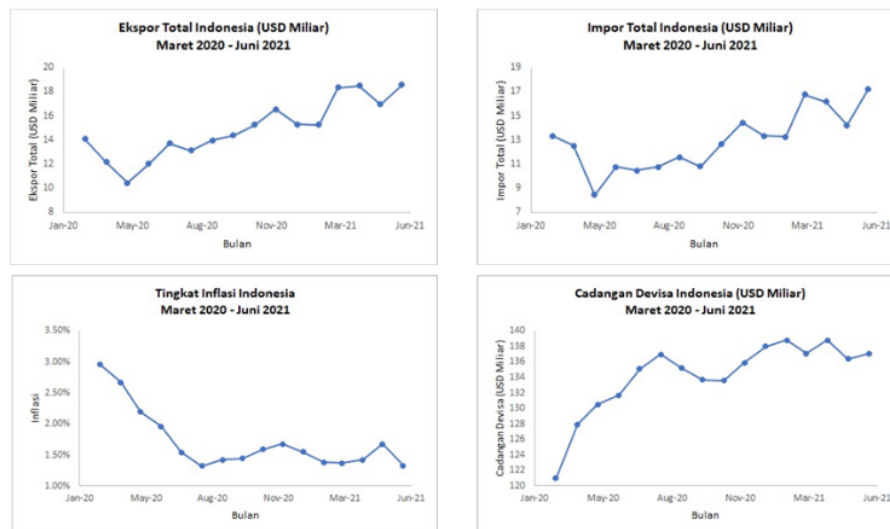 Ekspor Total Indonesia (USD Miliar)
Maret 2020 - Juni 2021
Ekspor Total (USD Miliar)
20
18
16
14
12
10
8
Jan-20 May-20 Aug-20 Nov-20 Mar-21 Jun-21
Bulan
Impor Total Indonesia (USD Miliar)
Maret 2020 - Juni 2021
Impor Total (USD Miliar)
19
17
15
13
11
9
7
Jan-20 May-20 Aug-20 Nov-20 Mar-21 Jun-21
Bulan
Tingkat Inflasi Indonesia
Maret 2020 - Juni 2021
Inflasi
3.50%
3.00%
2.50%
2.00%
1.50%
1.00%
Jan-20 May-20 Aug-20 Nov-20 Mar-21 Jun-21
Bulan
Cadangan Devisa Indonesia (USD Miliar)
Maret 2020 - Juni 2021
Cadangan Devisa (USD Miliar)
140
138
136
134
132
130
128
126
124
122
120
Jan-20 May-20 Aug-20 Nov-20 Mar-21 Jun-21
Bulan